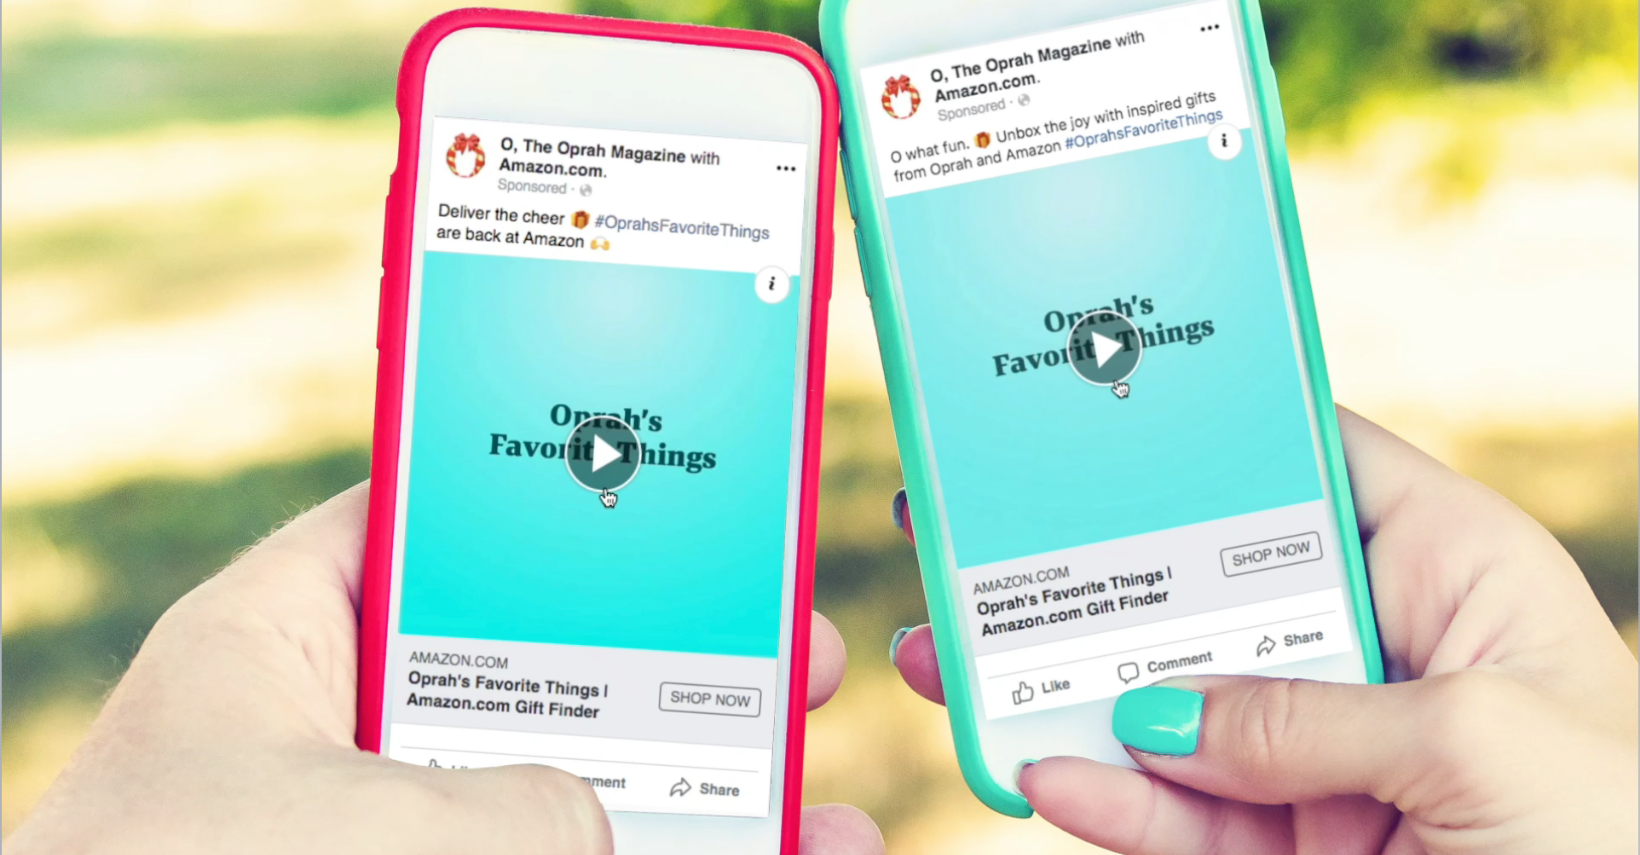 O, The Oprah Magazine with
Amazon.com.
Sponsored ·
Deliver the cheer 🎁 #OprahsFavoriteThings
are back at Amazon 🙌
i
Oprah's
Favorite Things
AMAZON.COM
Oprah's Favorite Things |
Amazon.com Gift Finder
SHOP NOW
Share
O, The Oprah Magazine with
Amazon.com.
Sponsored ·
O what fun. 🎁 Unbox the joy with inspired gifts
from Oprah and Amazon #OprahsFavoriteThings
i
Oprah's
Favorite Things
AMAZON.COM
Oprah's Favorite Things |
Amazon.com Gift Finder
SHOP NOW
Like Comment Share